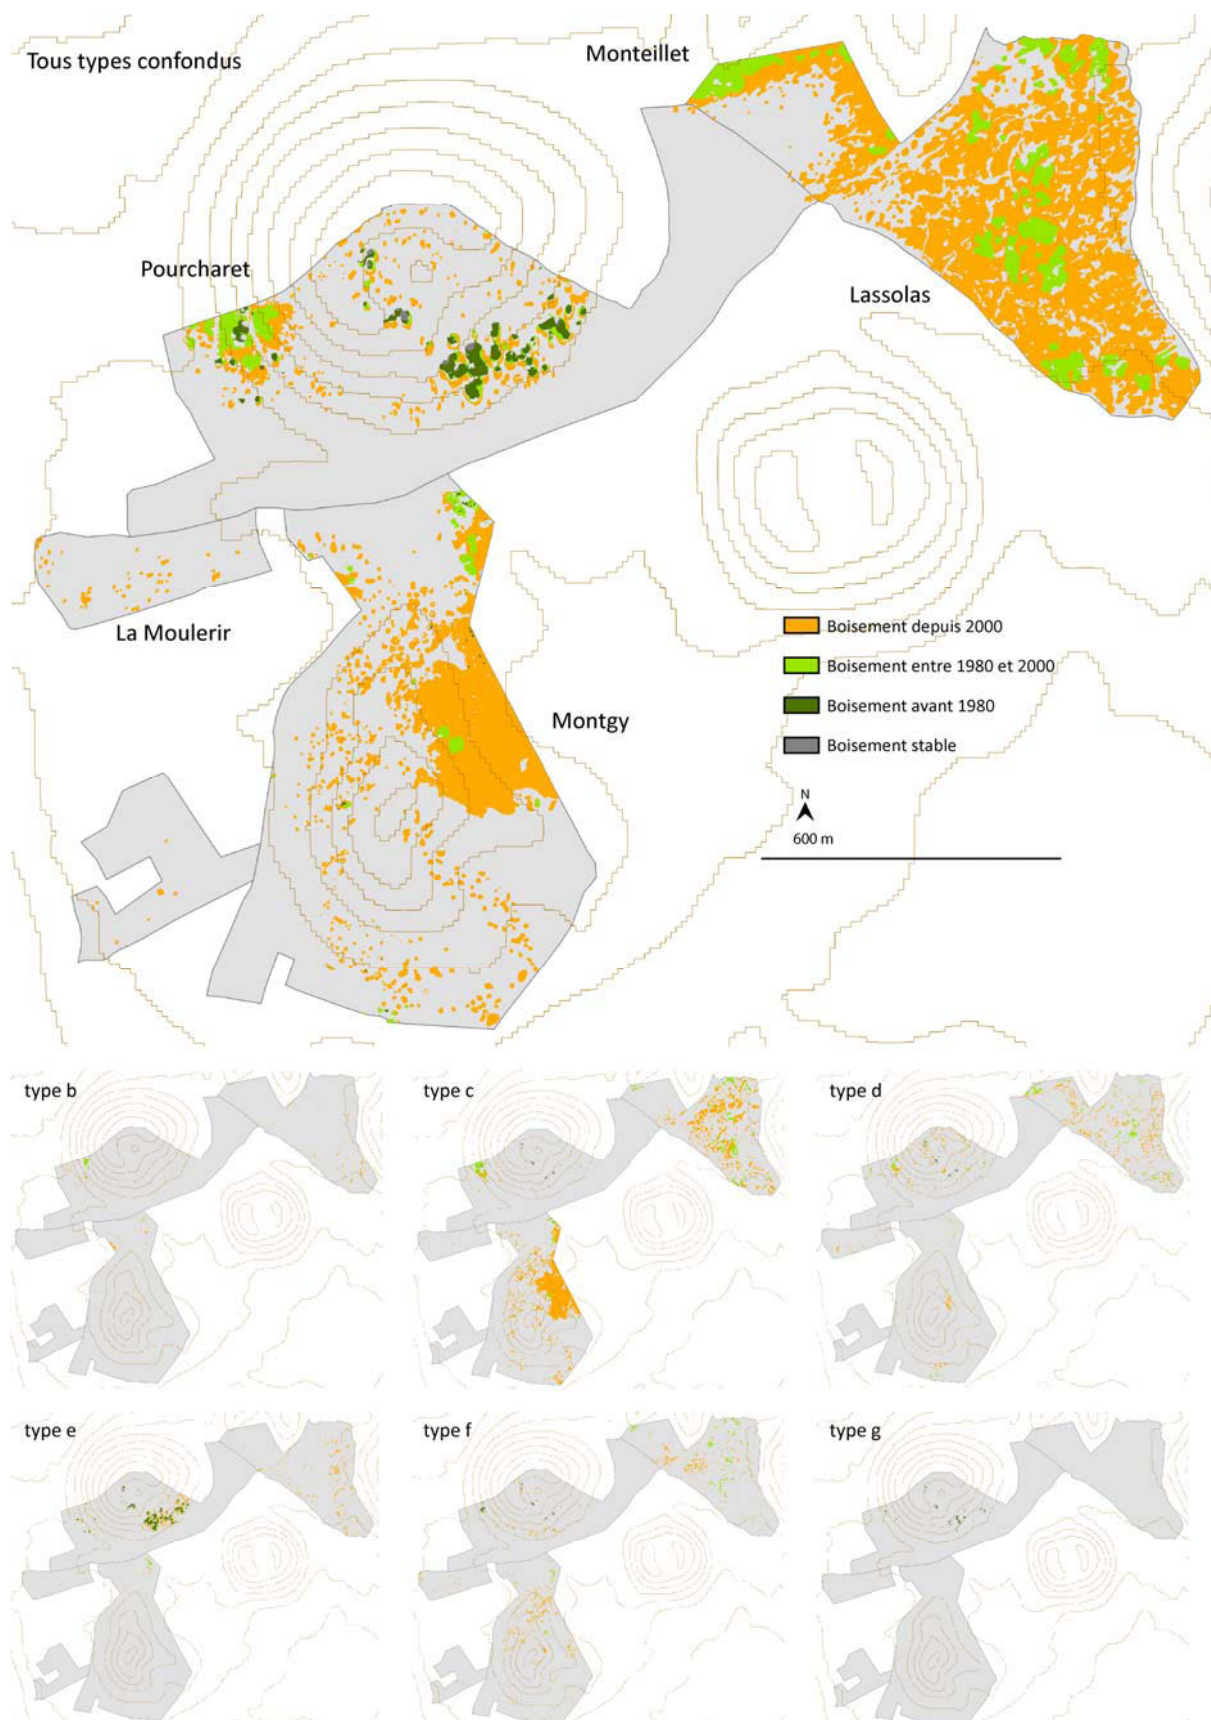 Tous types confondus
Monteillet
Pourcharet
Lassolas
La Moulerir
Boisement depuis 2000
Boisement entre 1980 et 2000
Boisement avant 1980
Boisement stable
Montgy
N
600 m
type b
type c
type d
type e
type f
type g